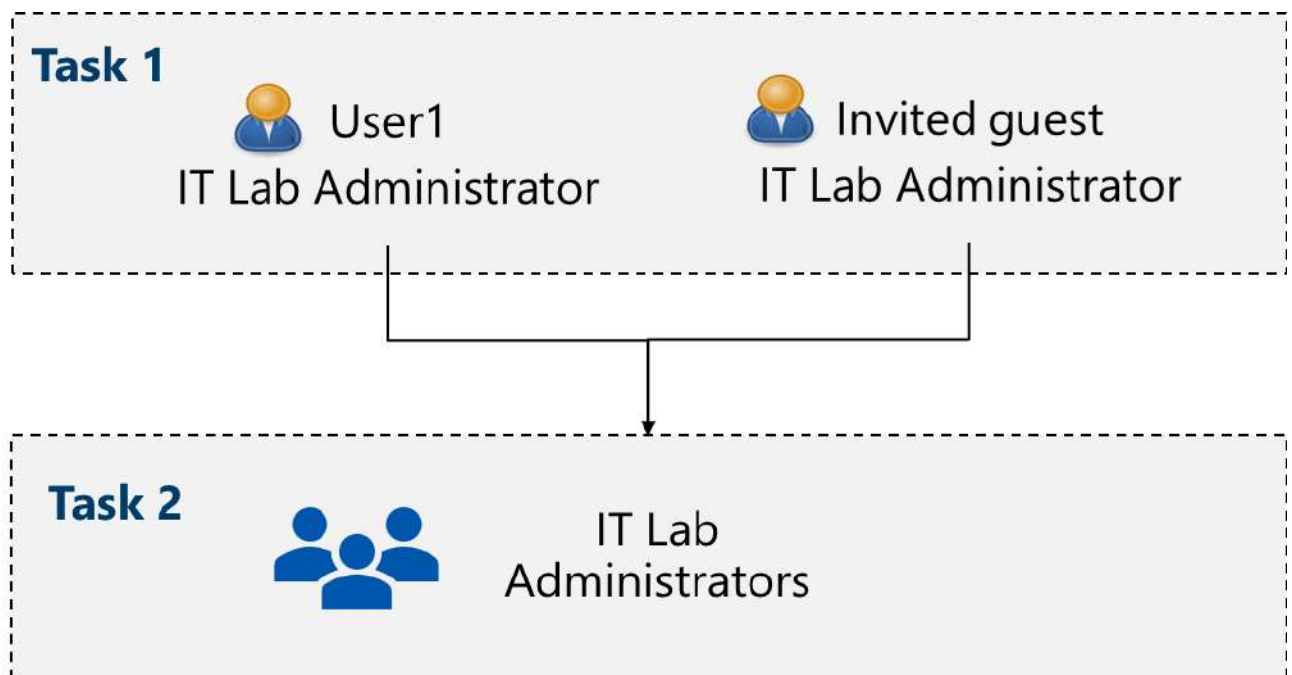 Task 1
User1
IT Lab Administrator
Invited guest
IT Lab Administrator
Task 2
IT Lab
Administrators